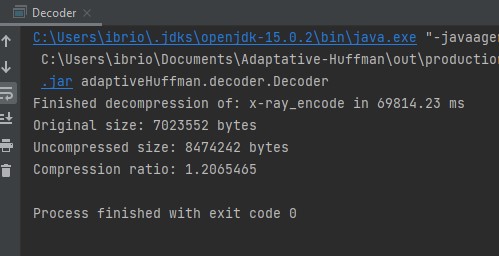 Decoder
C:\Users\ibrio\.jdks\openjdk-15.0.2\bin\java.exe "-javaage
C:\Users\ibrio\Documents\Adaptative-Huffman\out\production
.jar adaptiveHuffman.decoder.Decoder
Finished decompression of: x-ray_encode in 69814.23 ms
Original size: 7023552 bytes
Uncompressed size: 8474242 bytes
Compression ratio: 1.2065465
Process finished with exit code 0